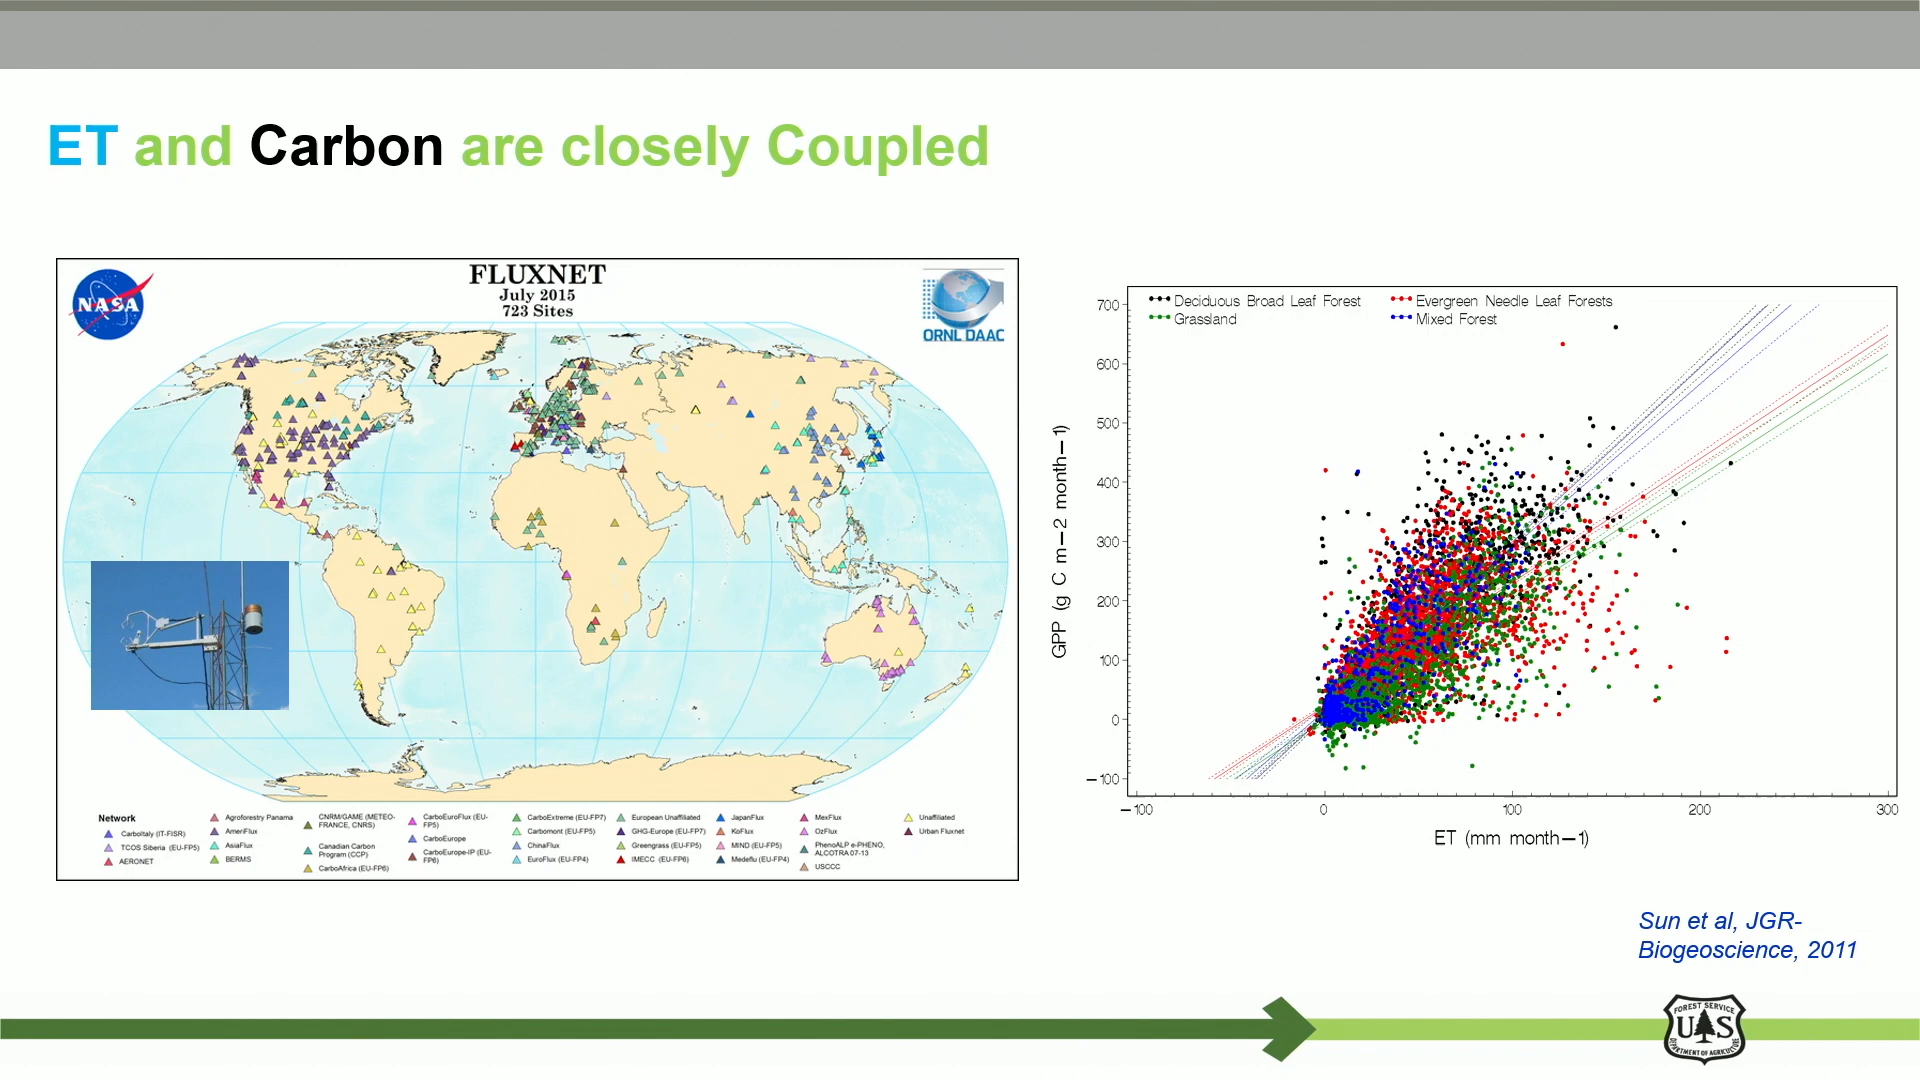 ET and Carbon are closely Coupled
NASA
FLUXNET
July 2015
723 Sites
ORNL DAAC
Network
CarboItaly (IT-FISR)
TCOS Siberia (EU-FP5)
AERONET
Agroforestry Panama
AmeriFlux
AsiaFlux
BERMS
CNRM/GAME (METEO-
FRANCE, CNRS)
Canadian Carbon
Program (CCP)
CarboAfrica (EU-FP6)
CarboEuroFlux (EU-
FP5)
CarboEurope
CarboEurope-IP (EU-
FP6)
CarboExtreme (EU-FP7)
Carbomont (EU-FP5)
ChinaFlux
EuroFlux (EU-FP4)
European Unaffiliated
GHG-Europe (EU-FP7)
Greengrass (EU-FP5)
IMECC (EU-FP6)
JapanFlux
KoFlux
MIND (EU-FP5)
Medeflu (EU-FP4)
MexFlux
OzFlux
PhenoALP e-PHENO,
ALCOTRA 07-13
USCCC
Unaffiliated
Urban Fluxnet
Deciduous Broad Leaf Forest
Evergreen Needle Leaf Forests
Grassland
Mixed Forest
GPP (g C m-2 month-1)
700
600
500
400
300
200
100
0
-100
-100 0 100 200 300
ET (mm month-1)
Sun et al, JGR-
Biogeoscience, 2011
FOREST SERVICE
U S
DEPARTMENT OF AGRICULTURE